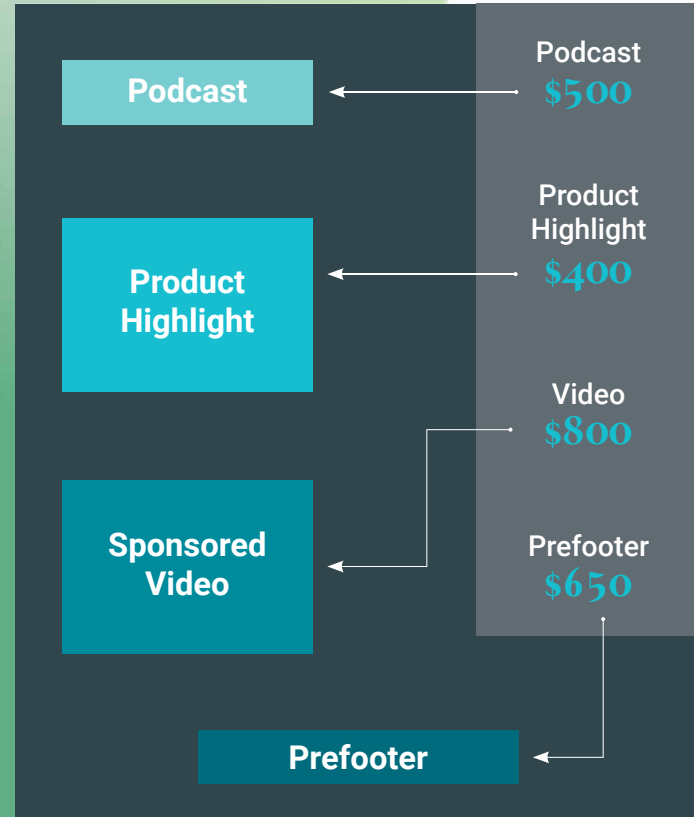 Podcast
Podcast
$500
Product
Highlight
Product
Highlight
$400
Sponsored
Video
Video
$800
Prefooter
$650
Prefooter